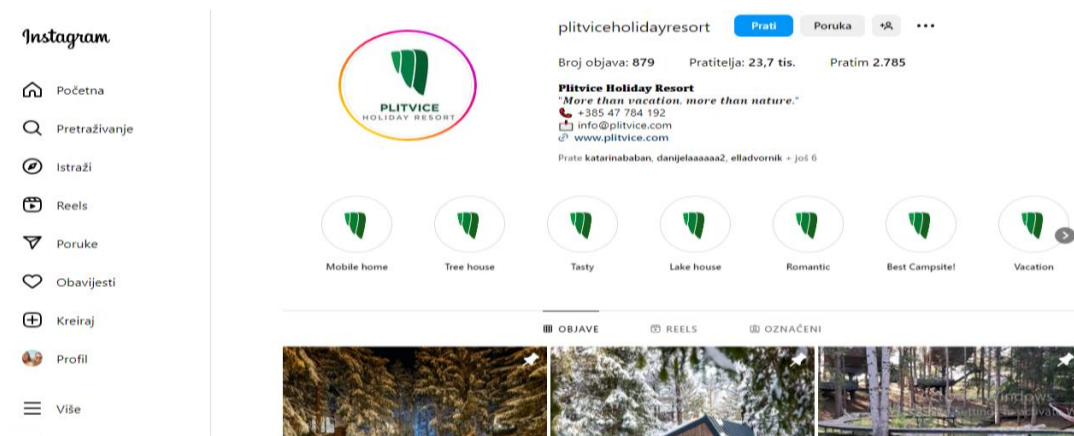 Instagram
Početna
Pretraživanje
Istraži
Reels
Poruke
Obavijesti
Kreiraj
Profil
Više
PLITVICE
HOLIDAY RESORT
plitviceholidayresort Prati Poruka
Broj objava: 879 Pratitelja: 23,7 tis. Pratim 2.785
Plitvice Holiday Resort
"More than vacation, more than nature."
+385 47 784 192
info@plitvice.com
www.plitvice.com
Prate katarinababan, danijelaaaaaa2, elladvornik + još 6
Mobile home Tree house Tasty Lake house Romantic Best Campsite! Vacation
OBJAVE REELS OZNAČENI